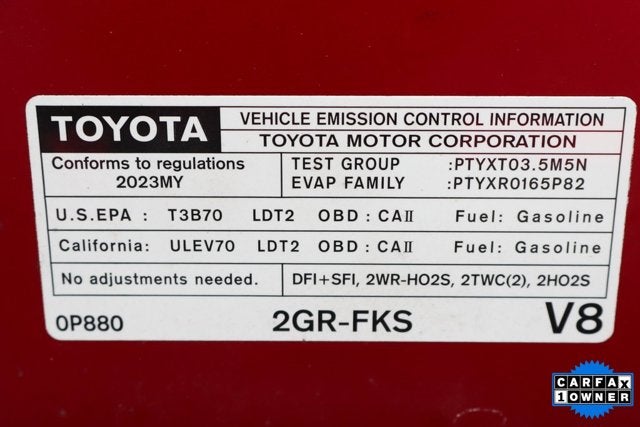 TOYOTA
VEHICLE EMISSION CONTROL INFORMATION
TOYOTA MOTOR CORPORATION
Conforms to regulations
2023MY
TEST GROUP :PTYXT03.5M5N
EVAP FAMILY :PTYXR0165P82
U.S.EPA : T3B70 LDT2 OBD : CAII Fuel: Gasoline
California: ULEV70 LDT2 OBD : CAII Fuel: Gasoline
No adjustments needed.
DFI+SFI, 2WR-HO2S, 2TWC(2), 2HO2S
0P880 2GR-FKS V8
CARFAX
1 OWNER